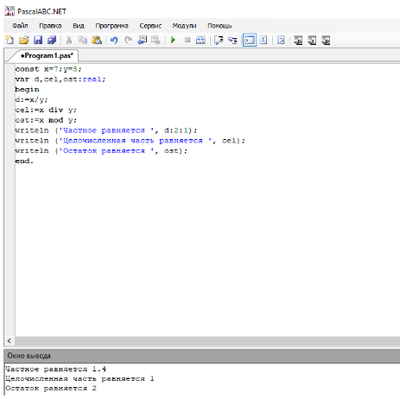 PascalABC.NET
Файл Правка Вид Программа Сервис Модули Помощь
•Program1.pas*
const x=7;y=5;
var d,cel,ost:real;
begin
d:=x/y;
cel:=x div y;
ost:=x mod y;
writeln ('Частное равняется ', d:2:1);
writeln ('Целочисленная часть равняется ', cel);
writeln ('Остаток равняется ', ost);
end.
Окно вывода
Частное равняется 1.4
Целочисленная часть равняется 1
Остаток равняется 2